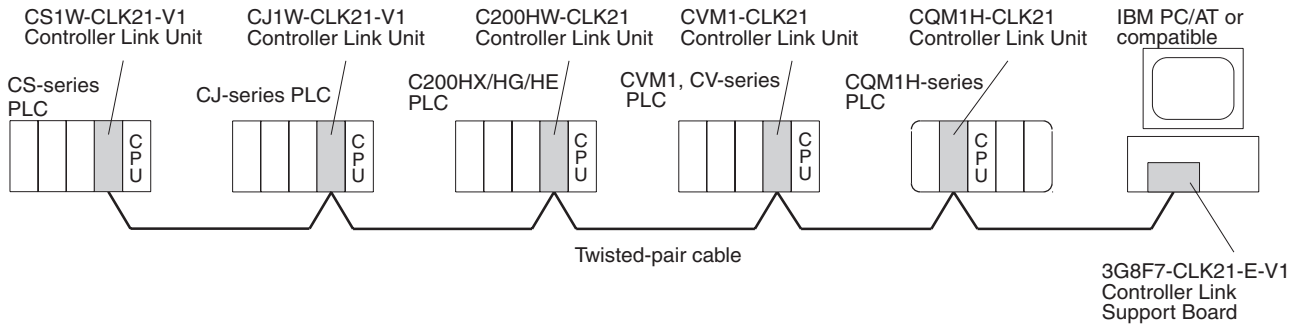 CS1W-CLK21-V1
Controller Link Unit
CJ1W-CLK21-V1
Controller Link Unit
C200HW-CLK21
Controller Link Unit
CVM1-CLK21
Controller Link Unit
CQM1H-CLK21
Controller Link Unit
IBM PC/AT or
compatible
CS-series
PLC
CJ-series PLC
C200HX/HG/HE
PLC
CVM1, CV-series
PLC
CQM1H-series
PLC
CPU
CPU
CPU
CPU
CPU
Twisted-pair cable
3G8F7-CLK21-E-V1
Controller Link
Support Board